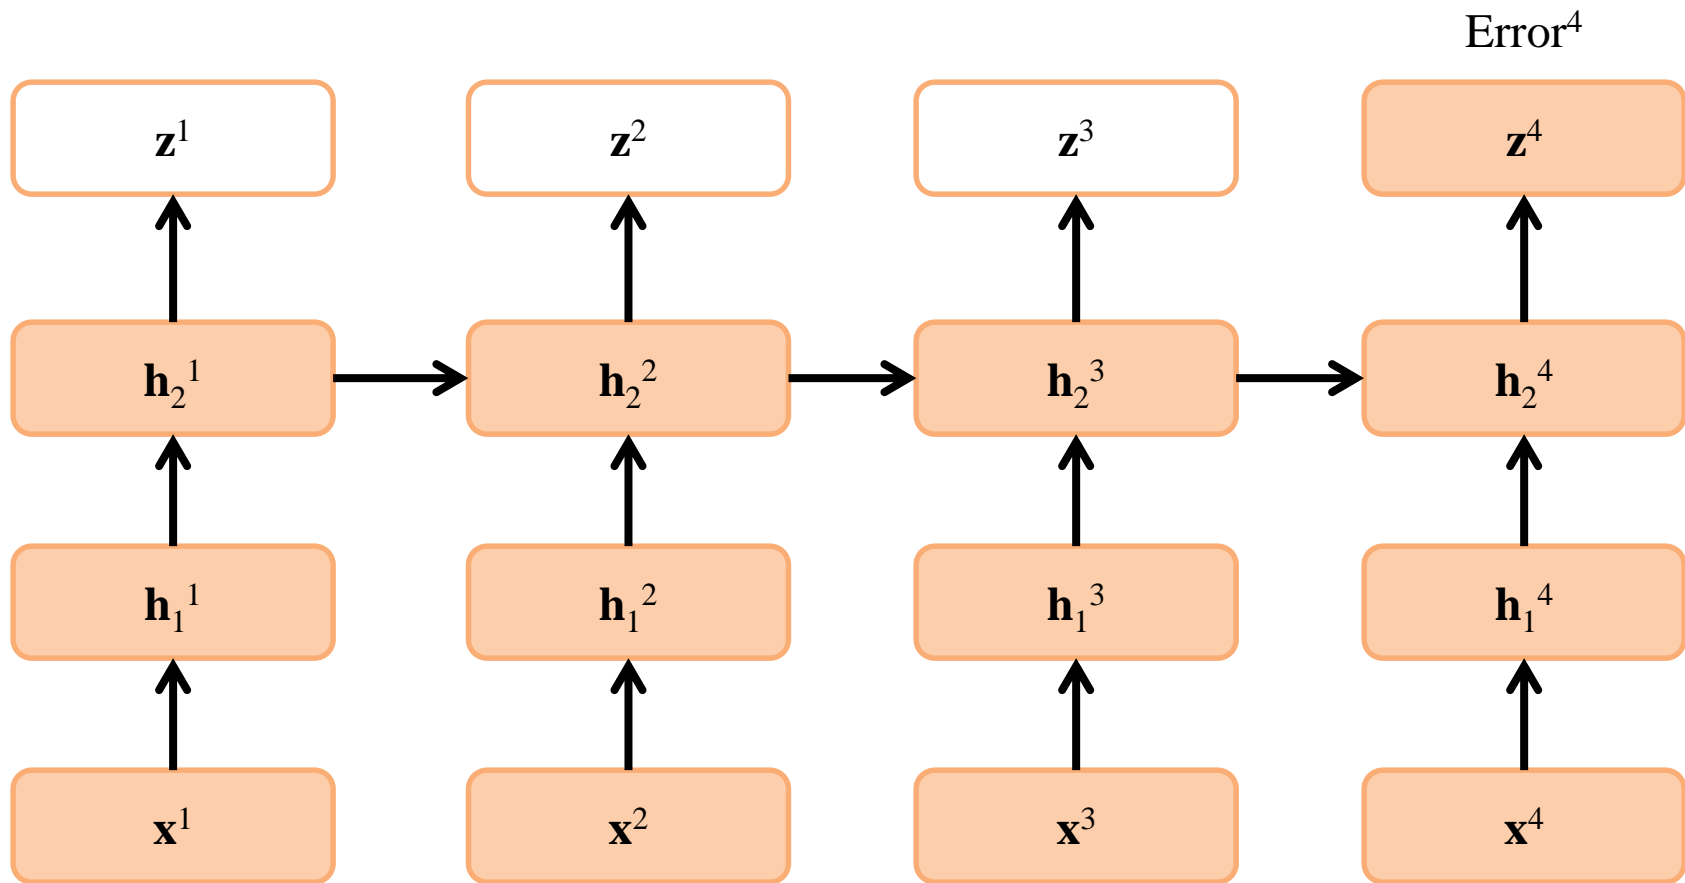 Error⁴
z¹ z² z³ z⁴
h₂¹ h₂² h₂³ h₂⁴
h₁¹ h₁² h₁³ h₁⁴
x¹ x² x³ x⁴